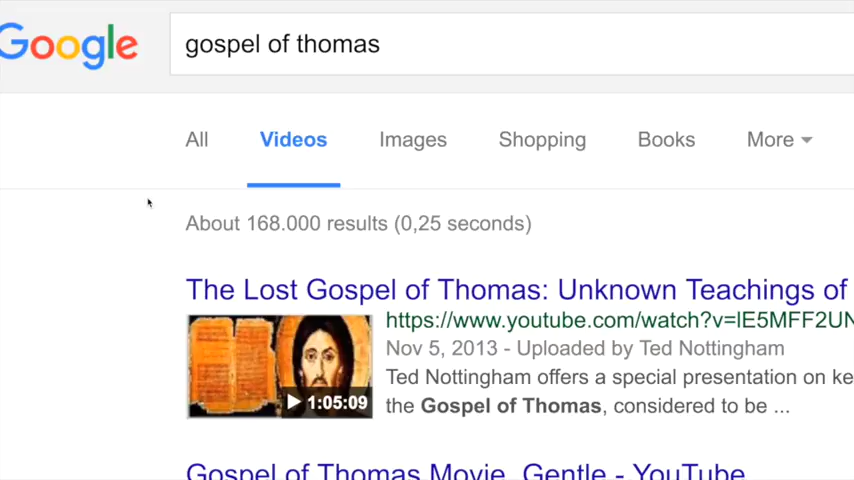 Google
gospel of thomas
All Videos Images Shopping Books More
About 168.000 results (0,25 seconds)
The Lost Gospel of Thomas: Unknown Teachings of
https://www.youtube.com/watch?v=lE5MFF2UN
Nov 5, 2013 - Uploaded by Ted Nottingham
Ted Nottingham offers a special presentation on ke
1:05:09
the Gospel of Thomas, considered to be ...
Gospel of Thomas Movie, Gentle - YouTube